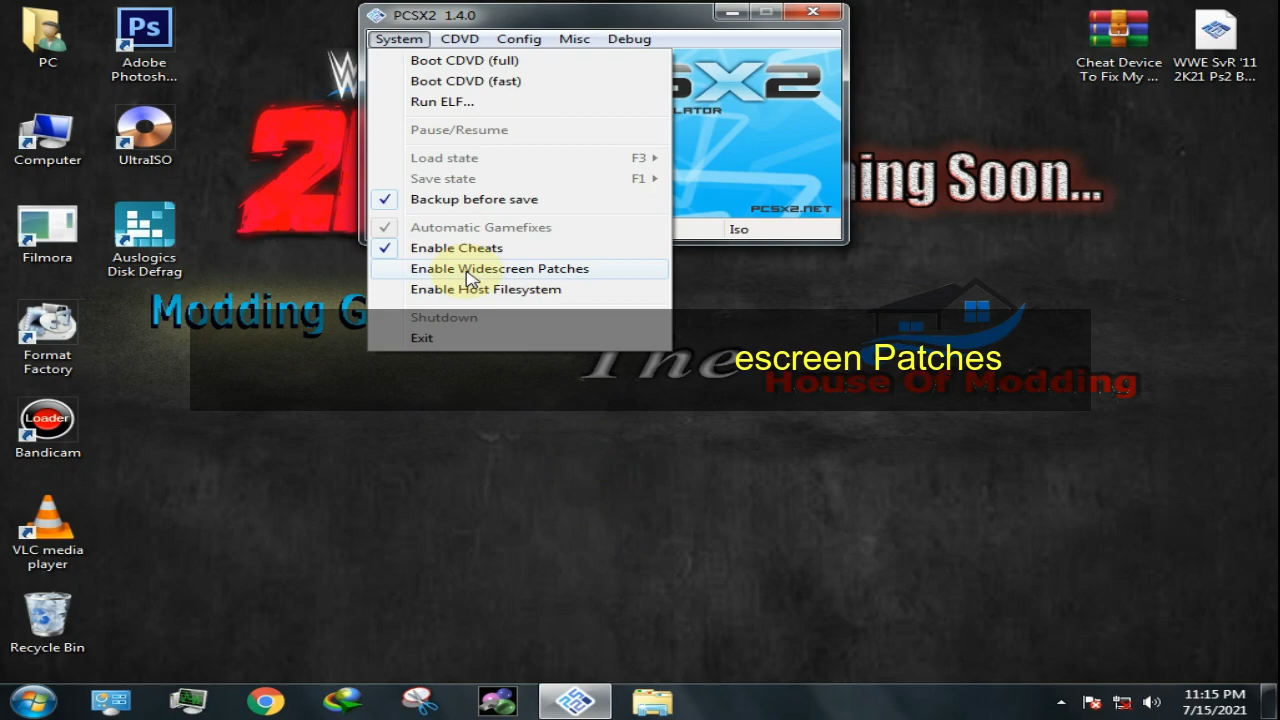 PCSX2 1.4.0
System CDVD Config Misc Debug
Boot CDVD (full)
Boot CDVD (fast)
Run ELF...
Pause/Resume
Load state F3
Save state F1
Backup before save
Automatic Gamefixes
Enable Cheats
Enable Widescreen Patches
Enable Host Filesystem
Shutdown
Exit
SX2
LATOR
PCSX2.NET
Iso
PC
Ps
Adobe
Photosh...
Computer
UltraISO
Filmora
Auslogics
Disk Defrag
Format
Factory
Loader
Bandicam
VLC media
player
Recycle Bin
Cheat Device
To Fix My ...
WWE SvR '11
2K21 Ps2 B...
W
2
ing Soon...
Modding G
The
House Of Modding
escreen Patches
11:15 PM
7/15/2021